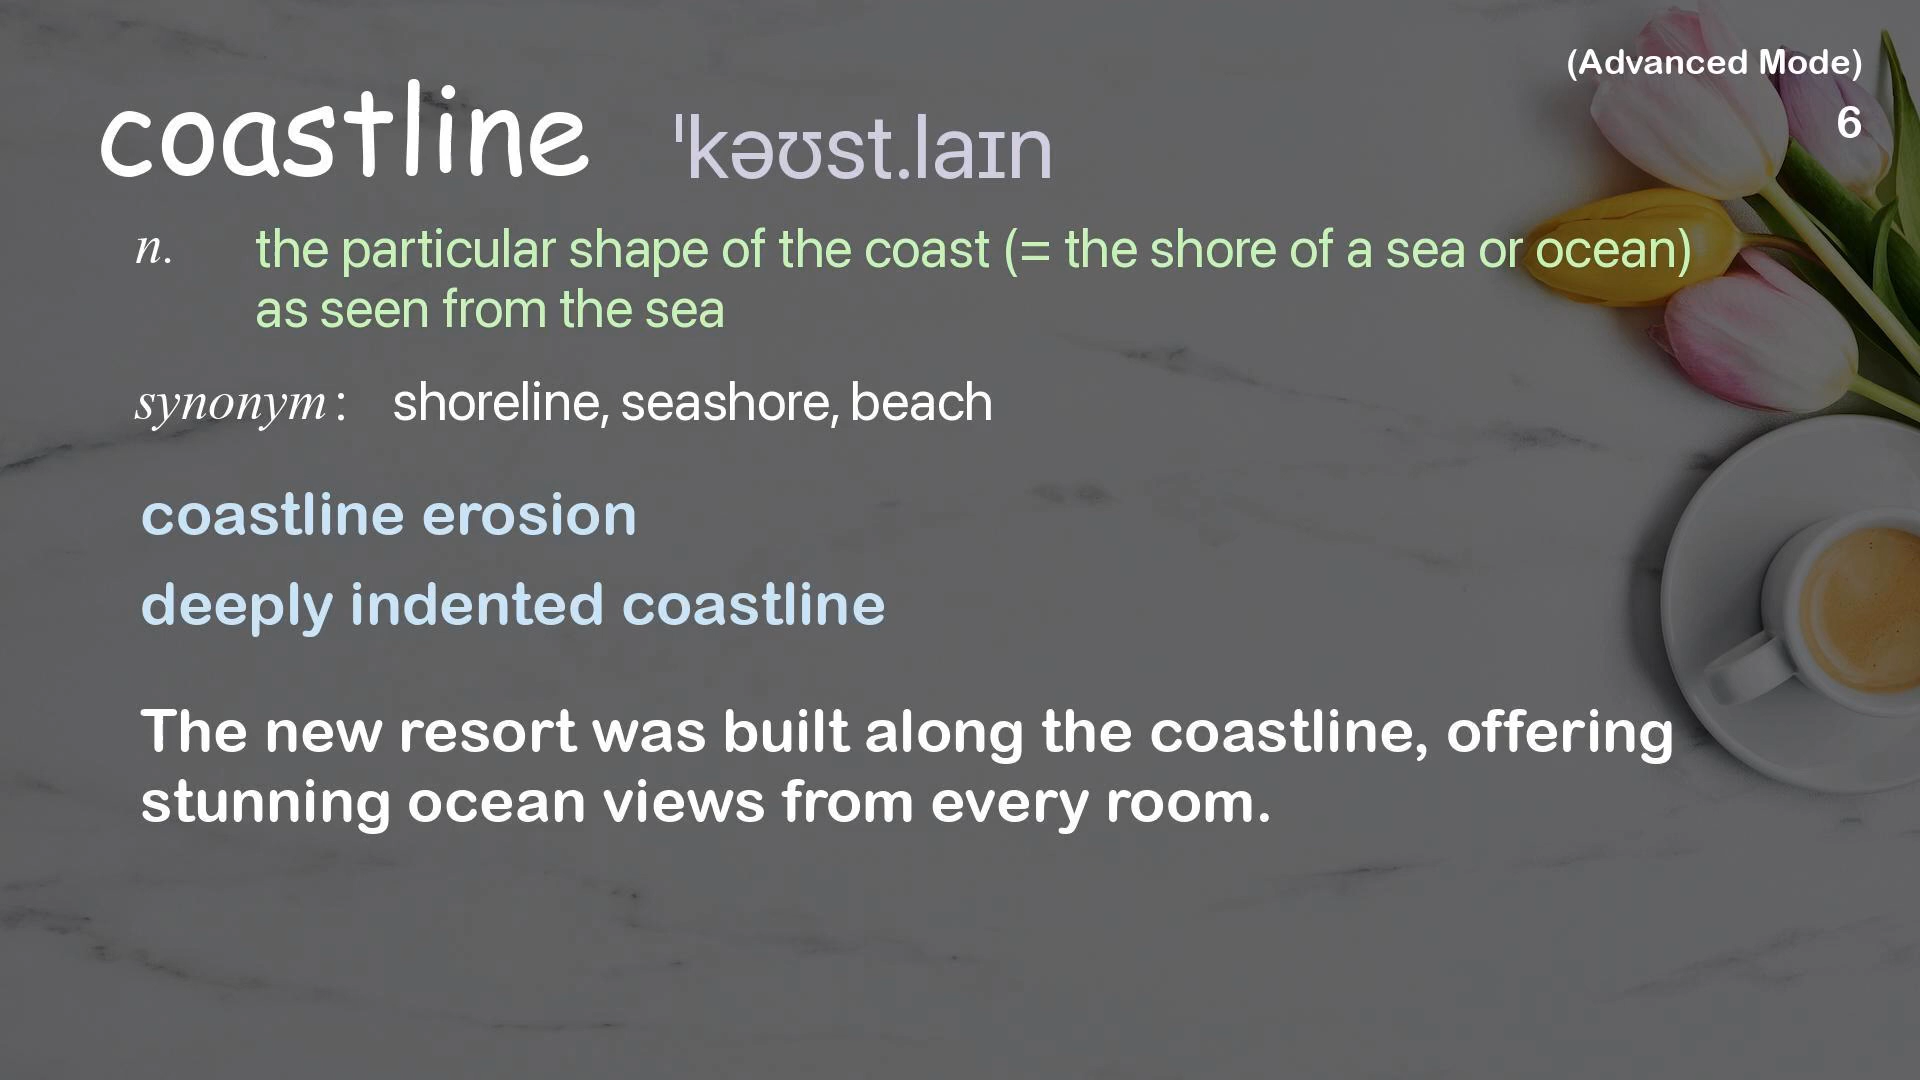 (Advanced Mode)
6
coastline ˈkəʊst.laɪn
n. the particular shape of the coast (= the shore of a sea or ocean)
as seen from the sea
synonym: shoreline, seashore, beach
coastline erosion
deeply indented coastline
The new resort was built along the coastline, offering
stunning ocean views from every room.